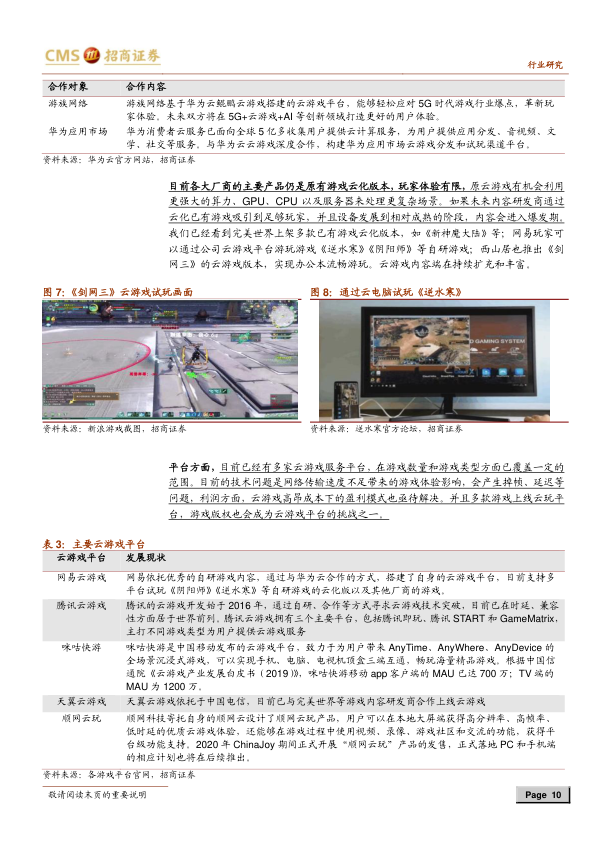 CMS 招商证券
行业研究
合作对象 合作内容
游族网络 游族网络基于华为云鲲鹏云游戏搭建的云游戏平台，能够轻松应对 5G 时代游戏行业爆点，革新玩
家体验。未来双方将在 5G+云游戏+AI 等创新领域打造更好的用户体验。
华为应用市场 华为消费者云服务已面向全球 5 亿多收集用户提供云计算服务，为用户提供应用分发、音视频、文
学，社交等服务。与华为云云游戏深度合作，构建华为应用市场云游戏分发和试玩渠道平台。
资料来源：华为云官方网站，招商证券
目前各大厂商的主要产品仍是原有游戏云化版本，玩家体验有限，原云游戏有机会利用
更强大的算力，GPU，CPU 以及服务器来处理更复杂场景。如果未来内容研发商通过
云化已有游戏吸引到足够玩家，并且设备发展到相对成熟的阶段，内容会进入爆发期。
我们已经看到完美世界上架多款已有游戏云化版本，如《新神魔大陆》等；网易玩家可
以通过公司云游戏平台游玩游戏《逆水寒》《阴阳师》等自研游戏；西山居也推出《剑
网三》的云游戏版本，实现办公本流畅游玩。云游戏内容端在持续扩充和丰富。
图 7：《剑网三》云游戏试玩画面
图 8：通过云电脑试玩《逆水寒》
D GAMING SYSTEM
资料来源：新浪游戏截图，招商证券
资料来源：逆水寒官方论坛，招商证券
平台方面，目前已经有多家云游戏服务平台，在游戏数量和游戏类型方面已覆盖一定的
范围。目前的技术问题是网络传输速度不足带来的游戏体验影响，会产生掉帧、延迟等
问题，利润方面，云游戏高昂成本下的盈利模式也亟待解决。并且多款游戏上线云玩平
台，游戏版权也会成为云游戏平台的挑战之一。
表 3：主要云游戏平台
云游戏平台 发展现状
网易云游戏 网易依托优秀的自研游戏内容，通过与华为云合作的方式，搭建了自身的云游戏平台，目前支持多
平台试玩《阴阳师》《逆水寒》等自研游戏的云化版以及其他厂商的游戏。
腾讯云游戏 腾讯的云游戏开发始于 2016 年，通过自研、合作等方式寻求云游戏技术突破，目前已在时延、兼容
性方面居于世界前列。腾讯云游戏拥有三个主要平台，包括腾讯即玩，腾讯 START 和 GameMatrix，
主打不同游戏类型为用户提供云游戏服务
咪咕快游 咪咕快游是中国移动发布的云游戏平台，致力于为用户带来 AnyTime、AnyWhere、AnyDevice 的
全场景沉浸式游戏，可以实现手机、电脑、电视机顶盒三端互通，畅玩海量精品游戏。根据中国信
通院《云游戏产业发展白皮书（2019）》，咪咕快游移动 app 客户端的 MAU 已达 700 万；TV 端的
MAU 为 1200 万。
天翼云游戏 天翼云游戏依托于中国电信，目前已与完美世界等游戏内容研发商合作上线云游戏
顺网云玩 顺网科技等托自身的顺网云设计了顺网云玩产品，用户可以在本地大屏端获得高分辨率、高帧率、
低时延的优质云游戏体验，还能够在游戏过程中使用视频、录像、游戏社区和交流的功能，获得平
台级功能支持。2020 年 ChinaJoy 期间正式开展“顺网云玩”产品的发售，正式落地 PC 和手机端
的相应计划也将在后续推出。
资料来源：各游戏平台官网，招商证券
敬请阅读末页的重要说明
Page 10